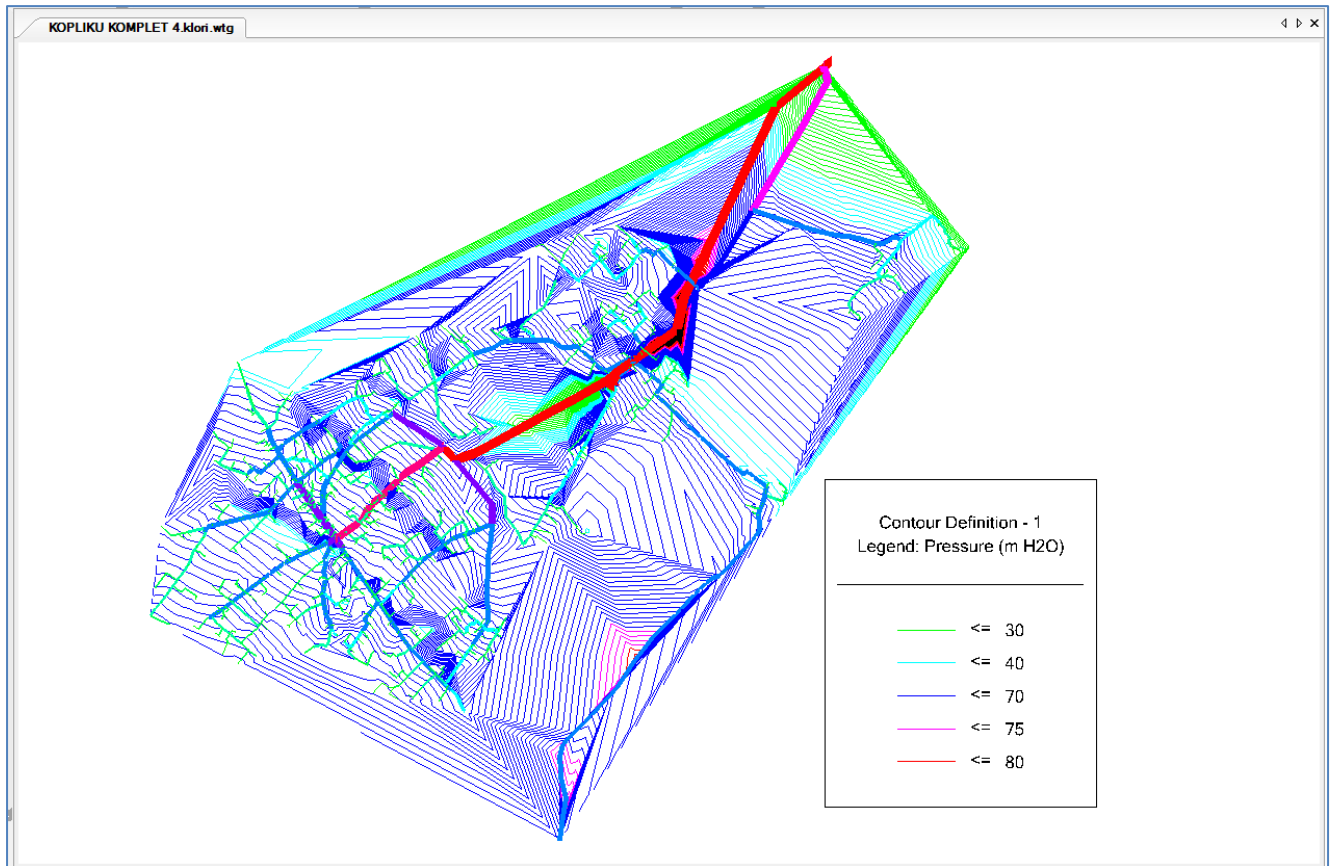 KOPLIKU KOMPLET 4.klori.wtg
Contour Definition - 1
Legend: Pressure (m H2O)
<= 30
<= 40
<= 70
<= 75
<= 80